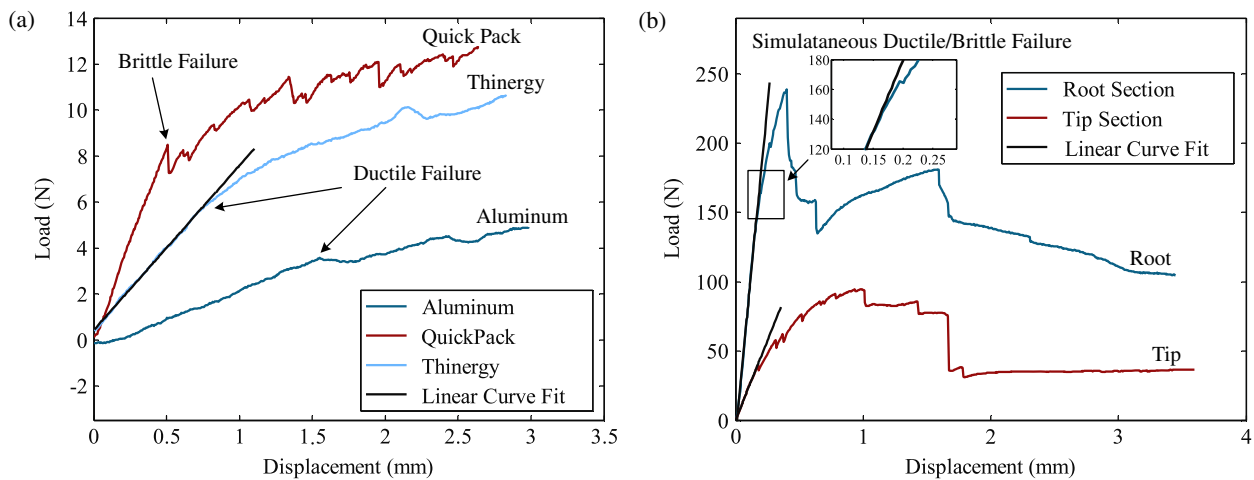 (a)
14
12
10
8
6
4
2
0
-2
Load (N)
0
0.5
1
1.5
2
2.5
3
3.5
Displacement (mm)
Brittle Failure
Quick Pack
Thinergy
Ductile Failure
Aluminum
Aluminum
QuickPack
Thinergy
Linear Curve Fit
(b)
250
200
150
100
50
0
Load (N)
0
1
2
3
4
Displacement (mm)
Simulataneous Ductile/Brittle Failure
180
160
140
120
0.1
0.15
0.2
0.25
Root Section
Tip Section
Linear Curve Fit
Root
Tip